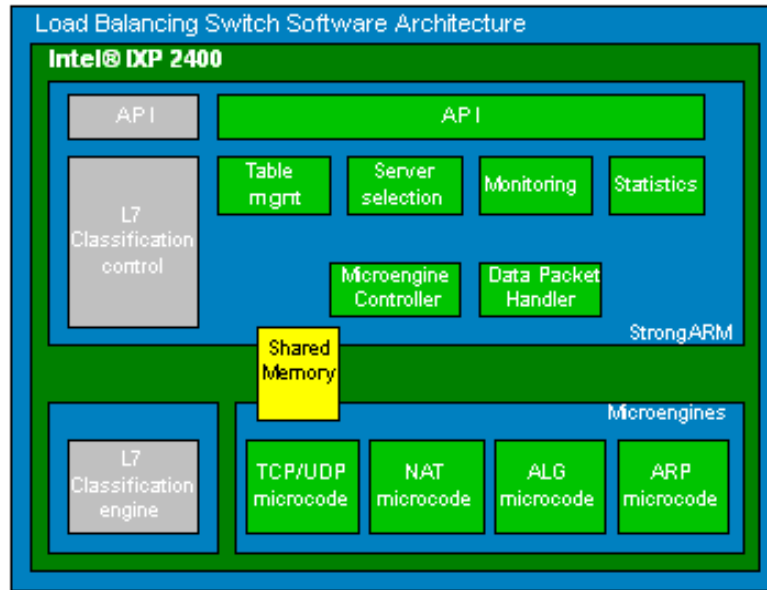 Load Balancing Switch Software Architecture
Intel® IXP 2400
API
API
L7
Classification
control
Table
mgmt
Server
selection
Monitoring
Statistics
Microengine
Controller
Data Packet
Handler
StrongARM
Shared
Memory
Microengines
L7
Classification
engine
TCP/UDP
microcode
NAT
microcode
ALG
microcode
ARP
microcode